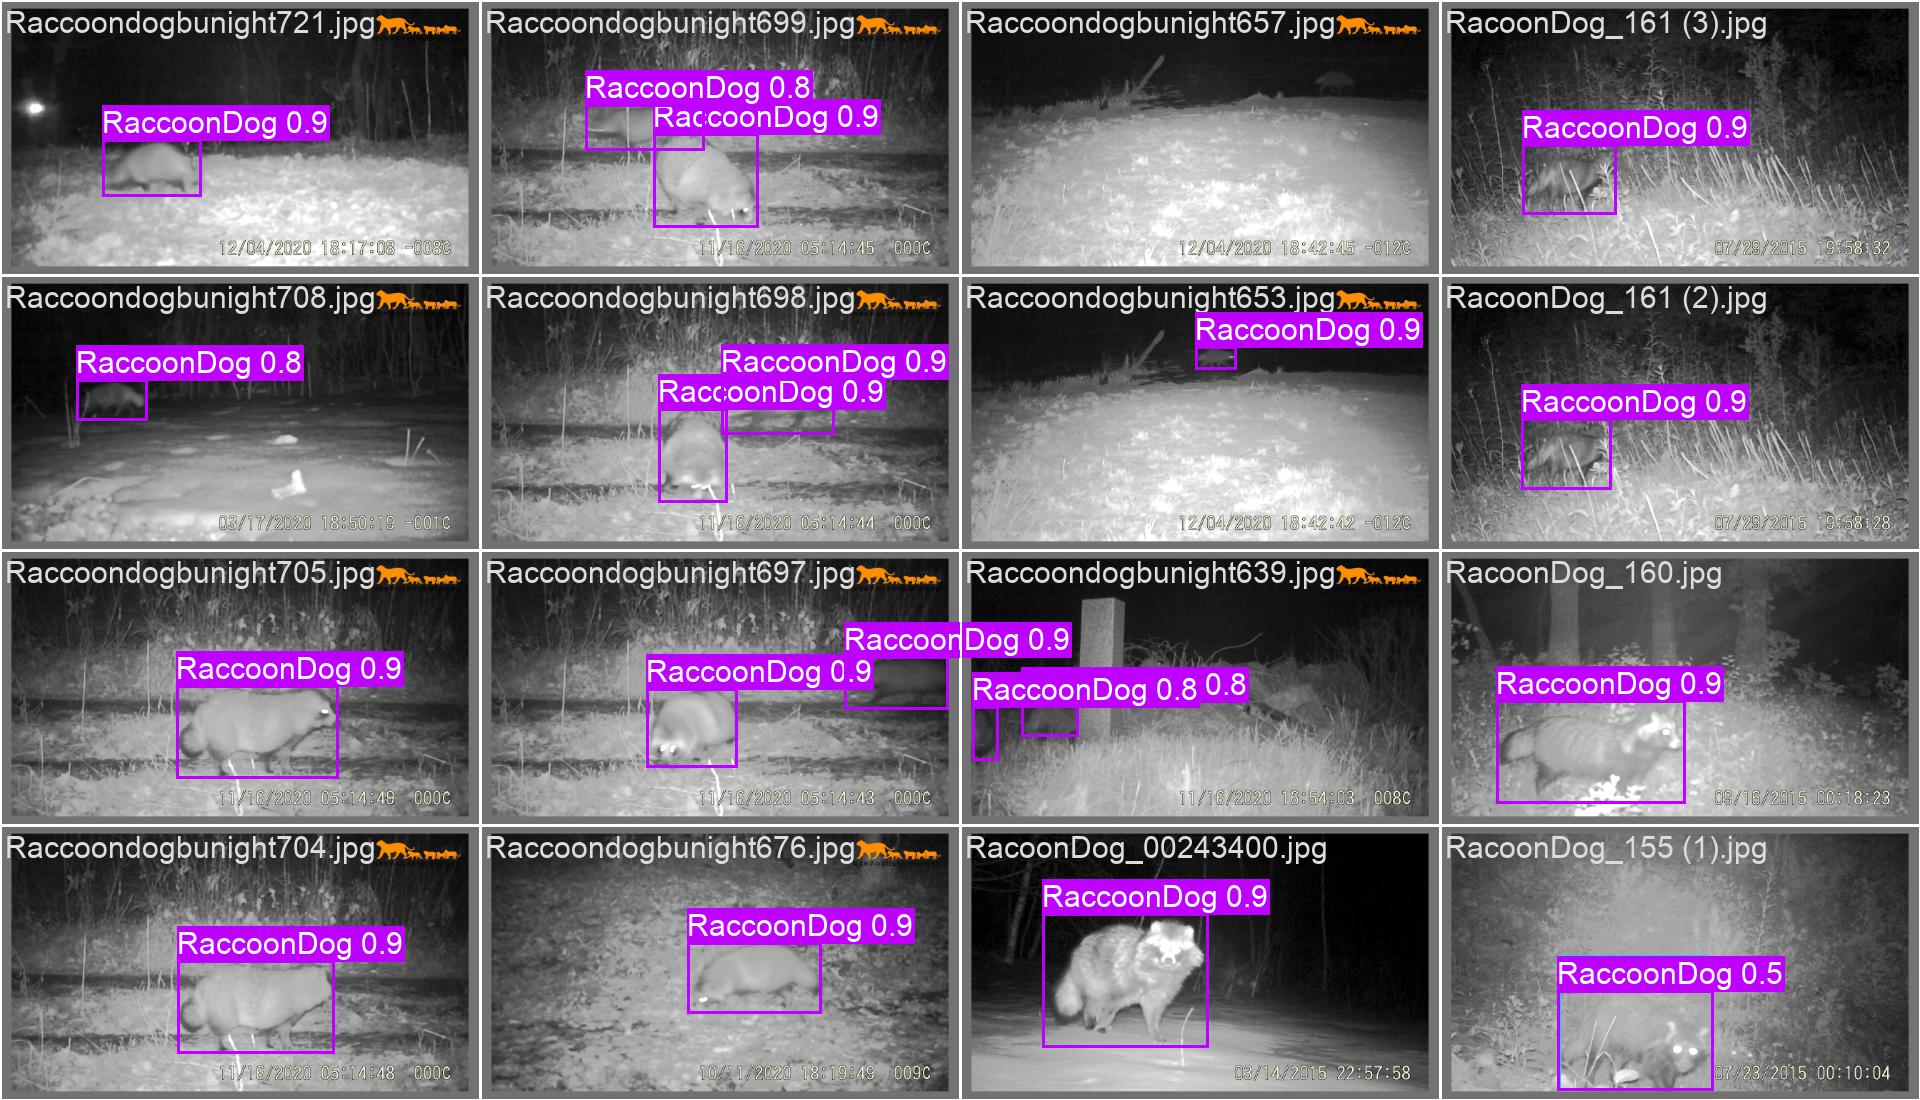 Raccoondogbunight721.jpg
RaccoonDog 0.9
12/04/2020 18:17:08 -008C
Raccoondogbunight699.jpg
RaccoonDog 0.8
RaccoonDog 0.9
11/16/2020 05:14:45 000C
Raccoondogbunight657.jpg
12/04/2020 18:42:45 -012C
RacoonDog_161 (3).jpg
RaccoonDog 0.9
07/29/2015 19:58:32
Raccoondogbunight708.jpg
RaccoonDog 0.8
03/17/2020 18:50:19 -001C
Raccoondogbunight698.jpg
RaccoonDog 0.9
RaccoonDog 0.9
11/16/2020 05:14:44 000C
Raccoondogbunight653.jpg
RaccoonDog 0.9
12/04/2020 18:42:42 -012C
RacoonDog_161 (2).jpg
RaccoonDog 0.9
07/29/2015 19:58:28
Raccoondogbunight705.jpg
RaccoonDog 0.9
11/16/2020 05:14:49 000C
Raccoondogbunight697.jpg
RaccoonDog 0.9
RaccoonDog 0.9
11/16/2020 05:14:43 000C
Raccoondogbunight639.jpg
RaccoonDog 0.8
0.8
11/16/2020 16:54:03 008C
RacoonDog_160.jpg
RaccoonDog 0.9
09/16/2015 00:18:23
Raccoondogbunight704.jpg
RaccoonDog 0.9
11/16/2020 05:14:48 000C
Raccoondogbunight676.jpg
RaccoonDog 0.9
10/11/2020 18:19:49 009C
RacoonDog_00243400.jpg
RaccoonDog 0.9
03/14/2015 22:57:58
RacoonDog_155 (1).jpg
RaccoonDog 0.5
07/23/2015 00:10:04